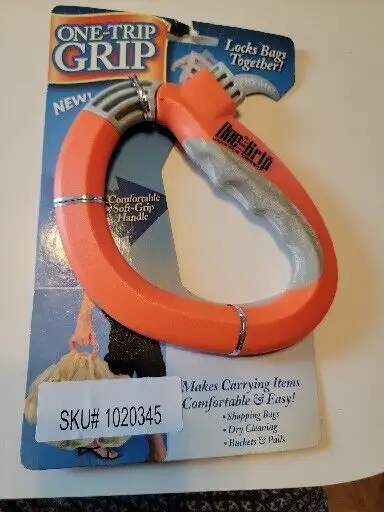 ONE-TRIP
GRIP
Locks Bags
Together!
NEW!
One Trip Grip
Comfortable
Soft-Grip
Handle
Makes Carrying Items
Comfortable & Easy!
• Shopping Bags
• Dry Cleaning
• Buckets & Pails
SKU# 1020345